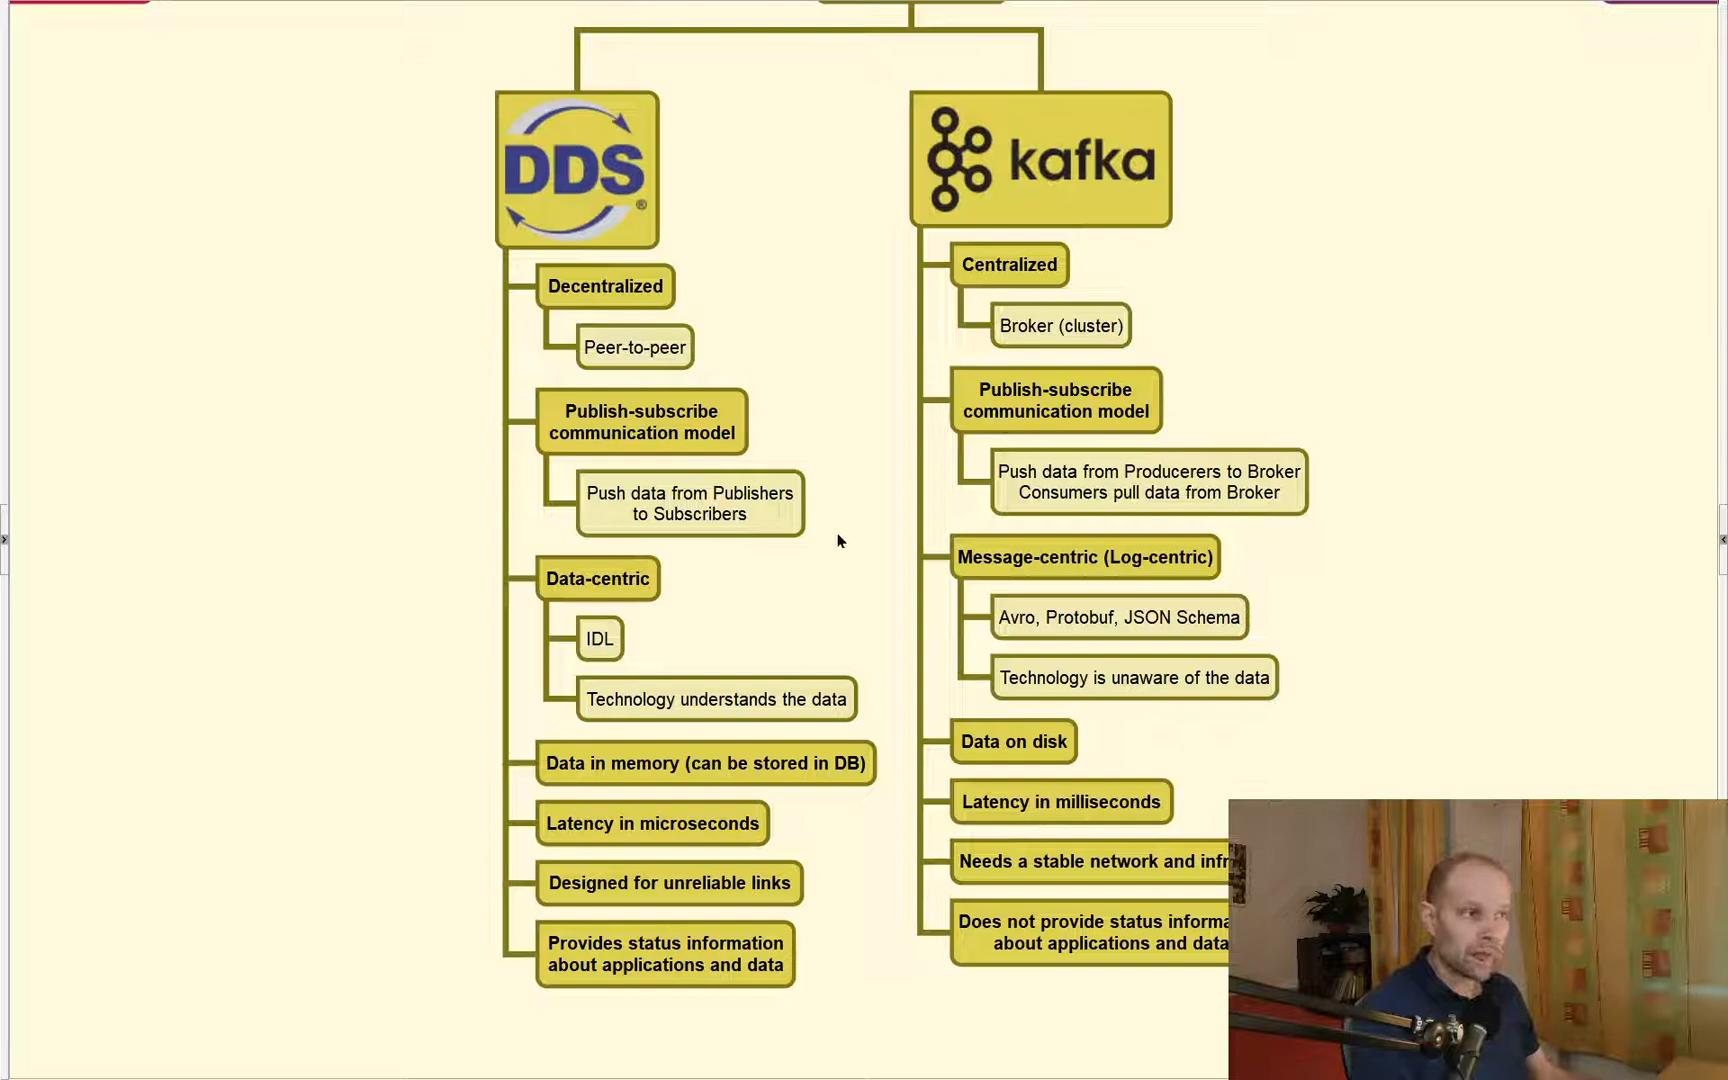 DDS
®
Decentralized
Peer-to-peer
Publish-subscribe
communication model
Push data from Publishers
to Subscribers
Data-centric
IDL
Technology understands the data
Data in memory (can be stored in DB)
Latency in microseconds
Designed for unreliable links
Provides status information
about applications and data
kafka
Centralized
Broker (cluster)
Publish-subscribe
communication model
Push data from Producerers to Broker
Consumers pull data from Broker
Message-centric (Log-centric)
Avro, Protobuf, JSON Schema
Technology is unaware of the data
Data on disk
Latency in milliseconds
Needs a stable network and
Does not provide status
about applications and data